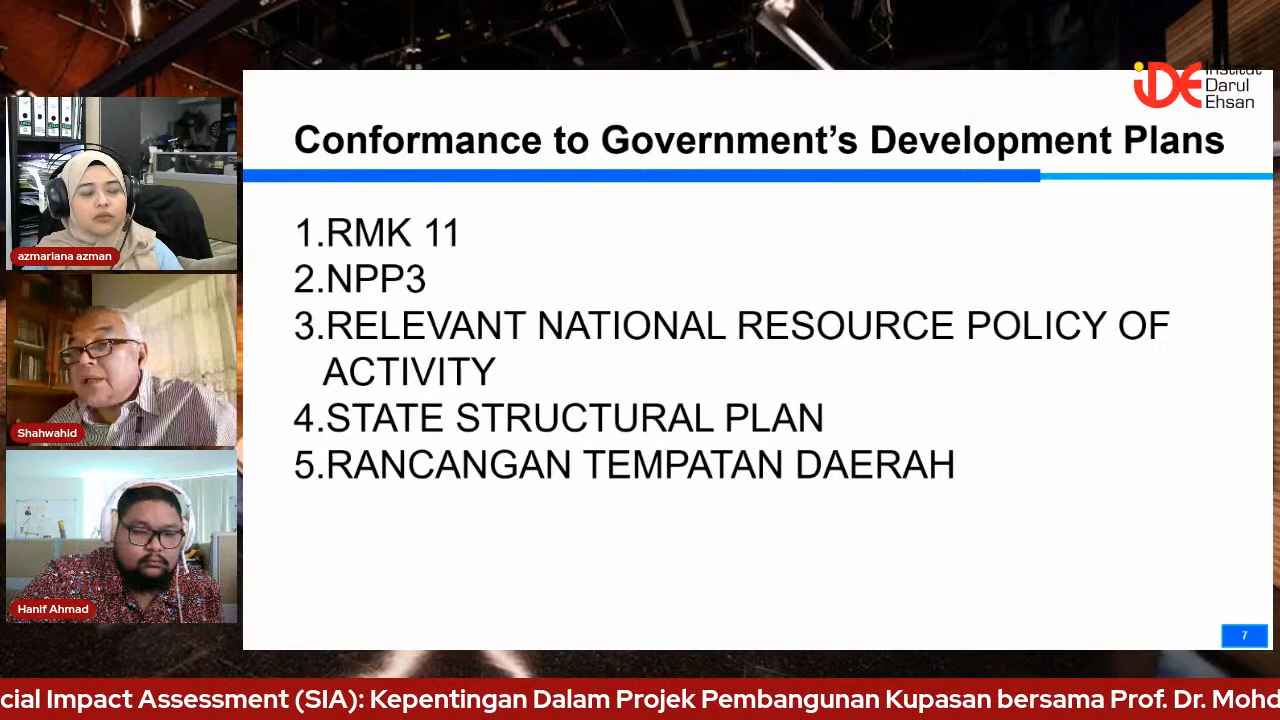 Institut
Darul
Ehsan
Conformance to Government's Development Plans
1.RMK 11
2.NPP3
3.RELEVANT NATIONAL RESOURCE POLICY OF
ACTIVITY
4.STATE STRUCTURAL PLAN
5.RANCANGAN TEMPATAN DAERAH
azmariana azman
Shahwahid
Hanif Ahmad
7
cial Impact Assessment (SIA): Kepentingan Dalam Projek Pembangunan Kupasan bersama Prof. Dr. Mohd